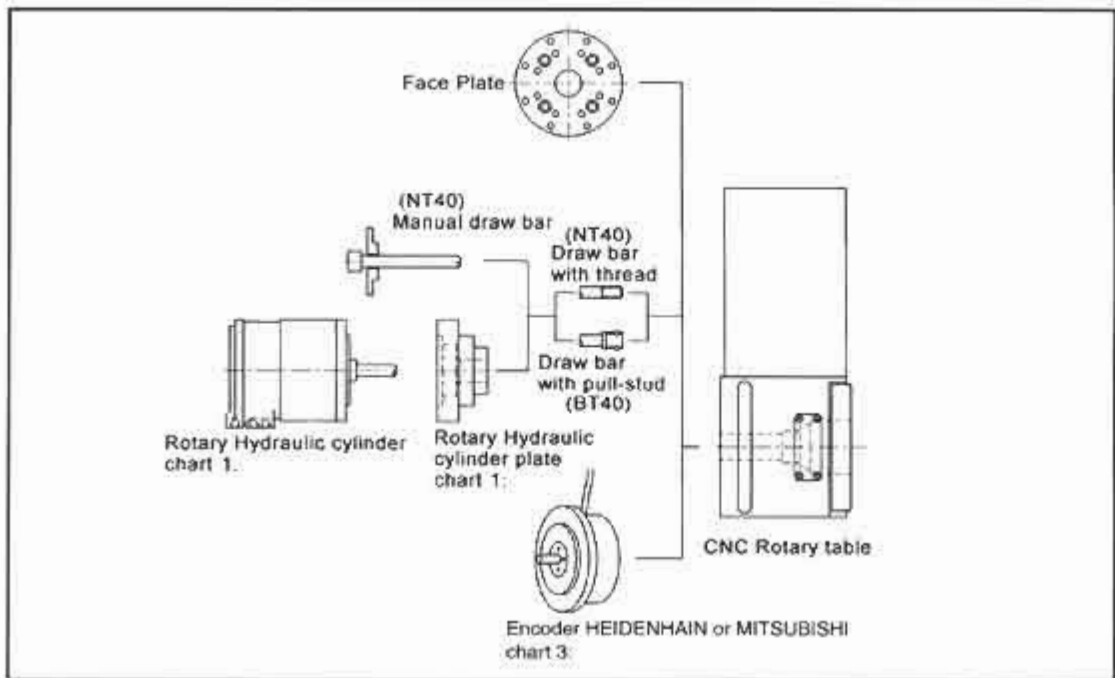 Face Plate
(NT40)
Manual draw bar
(NT40)
Draw bar
with thread
Draw bar
with pull-stud
(BT40)
Rotary Hydraulic cylinder
chart 1.
Rotary Hydraulic
cylinder plate
chart 1:
CNC Rotary table
Encoder HEIDENHAIN or MITSUBISHI
chart 3: